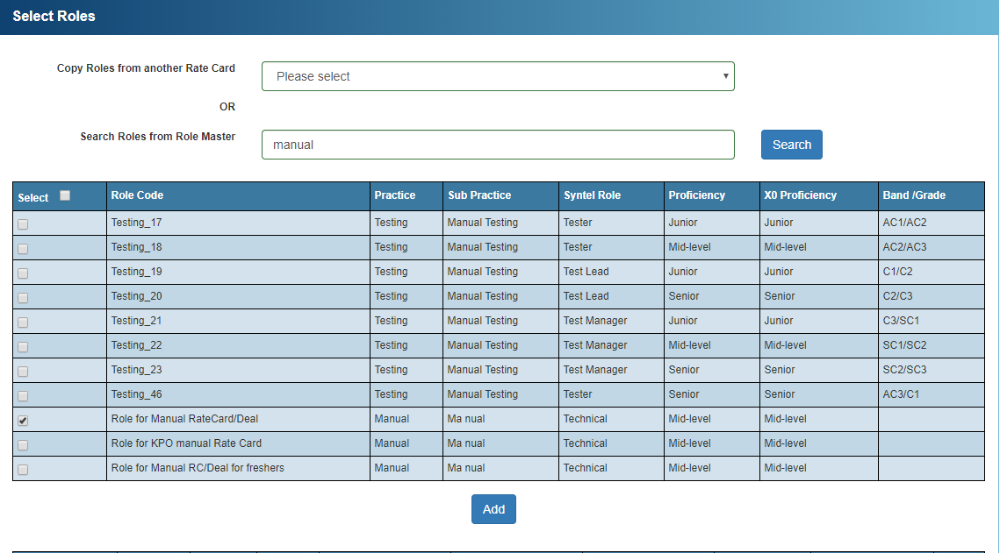 Select Roles
Copy Roles from another Rate Card
Please select
OR
Search Roles from Role Master
manual
Search
Select Role Code Practice Sub Practice Syntel Role Proficiency X0 Proficiency Band /Grade
Testing_17 Testing Manual Testing Tester Junior Junior AC1/AC2
Testing_18 Testing Manual Testing Tester Mid-level Mid-level AC2/AC3
Testing_19 Testing Manual Testing Test Lead Junior Junior C1/C2
Testing_20 Testing Manual Testing Test Lead Senior Senior C2/C3
Testing_21 Testing Manual Testing Test Manager Junior Junior C3/SC1
Testing_22 Testing Manual Testing Test Manager Mid-level Mid-level SC1/SC2
Testing_23 Testing Manual Testing Test Manager Senior Senior SC2/SC3
Testing_46 Testing Manual Testing Tester Senior Senior AC3/C1
Role for Manual RateCard/Deal Manual Ma nual Technical Mid-level Mid-level
Role for KPO manual Rate Card Manual Ma nual Technical Mid-level Mid-level
Role for Manual RC/Deal for freshers Manual Ma nual Technical Mid-level Mid-level
Add